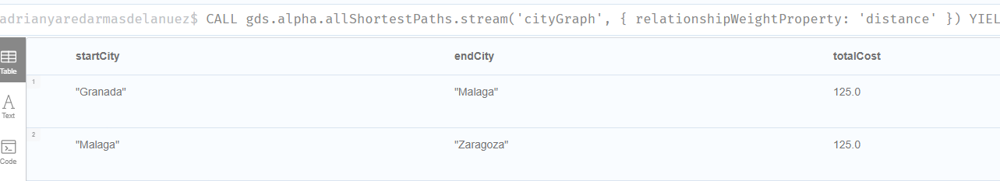 adrianyaredarmasdelanuez$ CALL gds.alpha.allShortestPaths.stream('cityGraph', { relationshipWeightProperty: 'distance' }) YIEL
startCity endCity totalCost
Table
1
"Granada" "Malaga" 125.0
Text
2
"Malaga" "Zaragoza" 125.0
Code